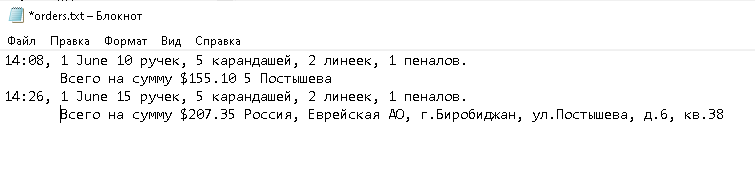 *orders.txt – Блокнот
Файл Правка Формат Вид Справка
14:08, 1 June 10 ручек, 5 карандашей, 2 линеек, 1 пеналов.
Всего на сумму $155.10 5 Постышева
14:26, 1 June 15 ручек, 5 карандашей, 2 линеек, 1 пеналов.
Всего на сумму $207.35 Россия, Еврейская АО, г.Биробиджан, ул.Постышева, д.6, кв.38